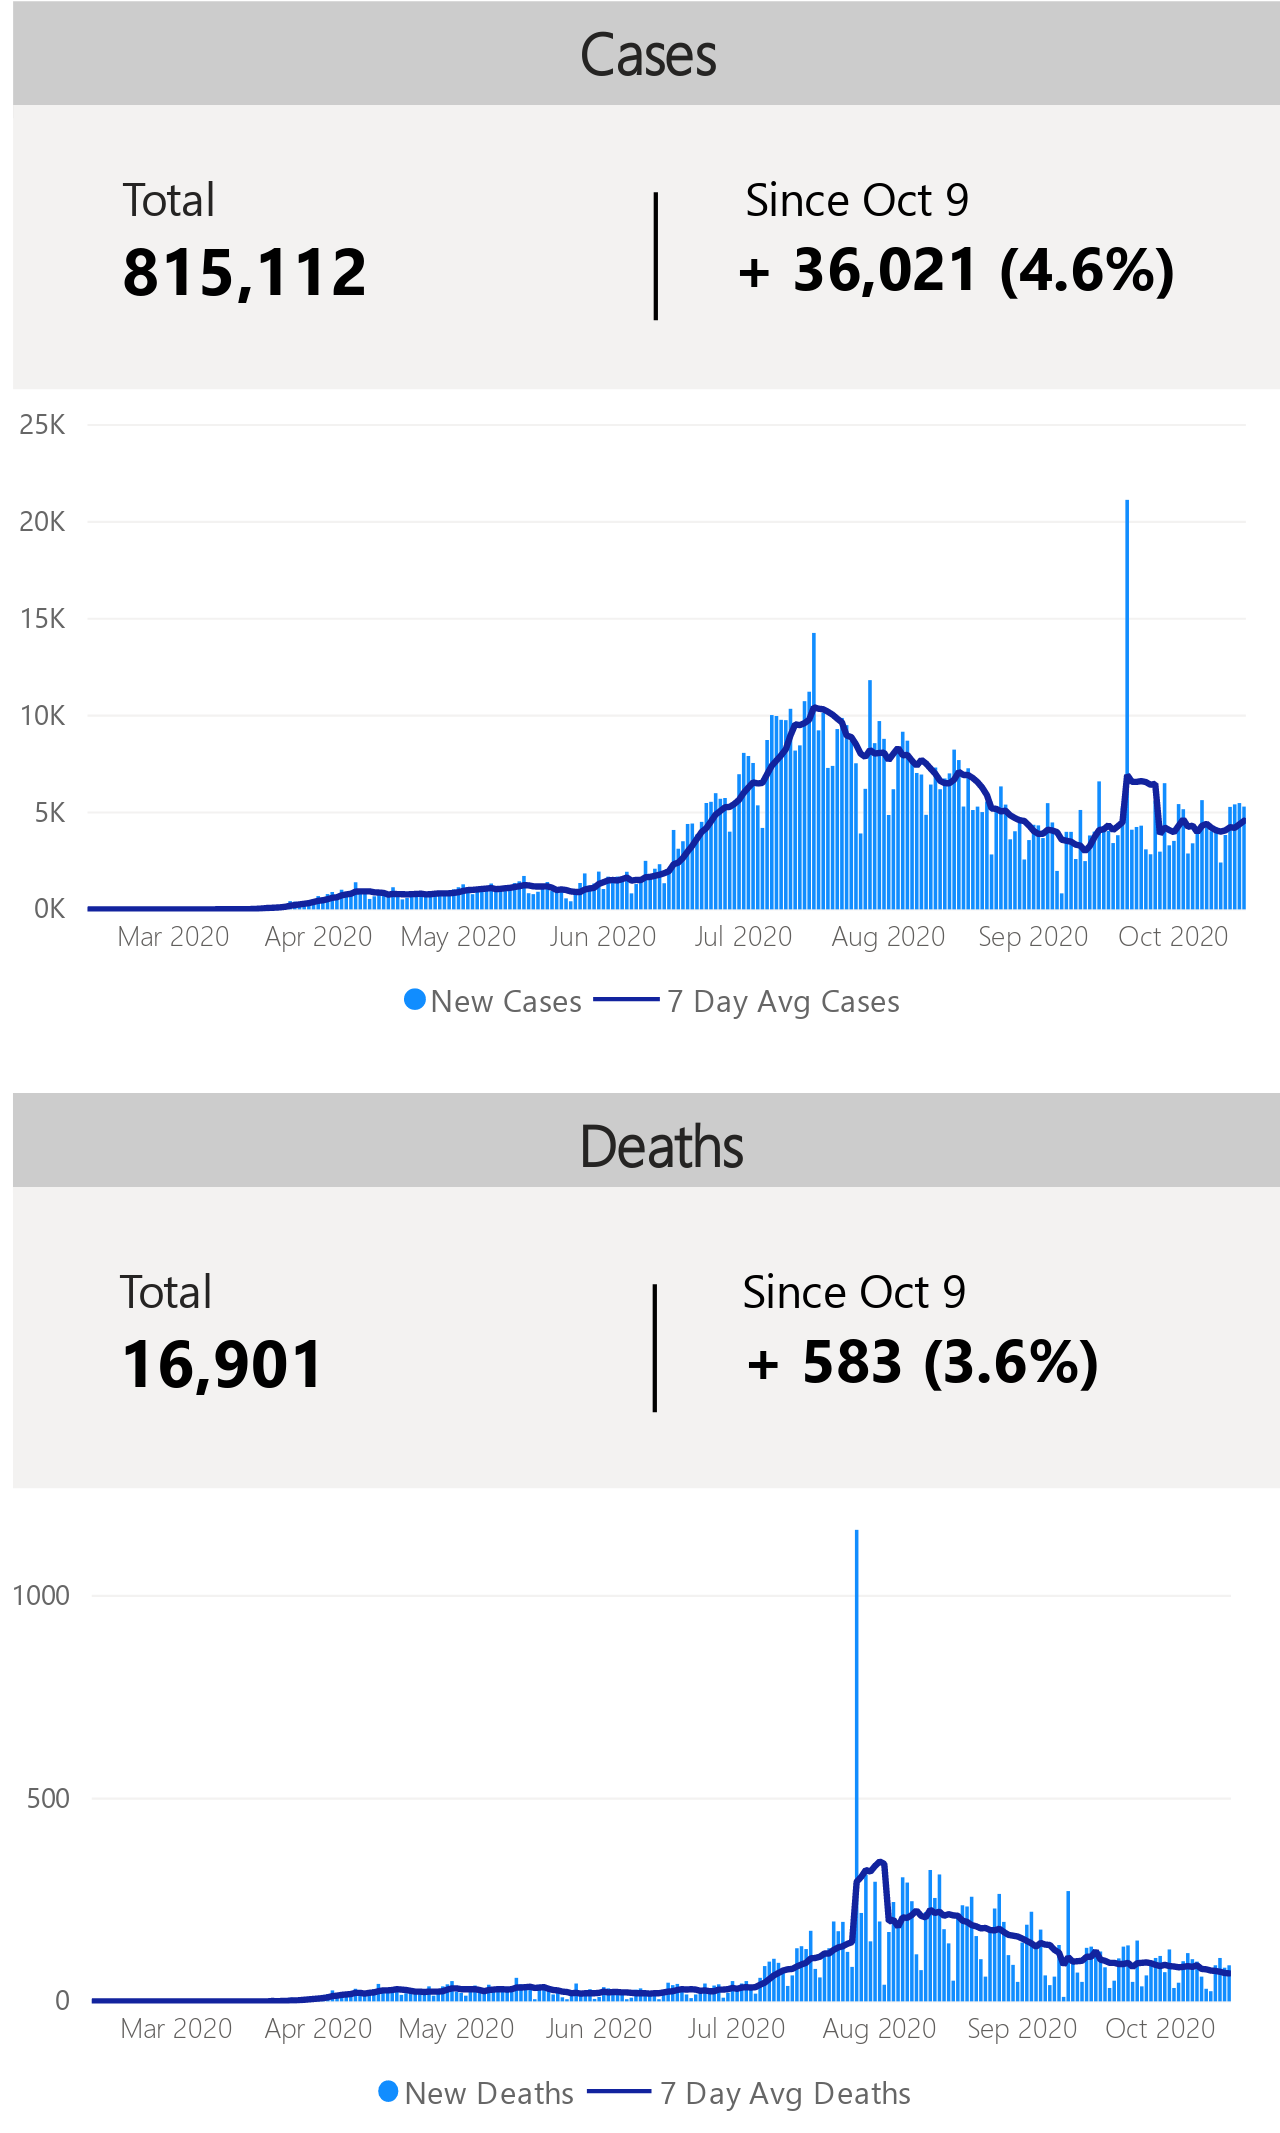 Cases
Total
Since Oct 9
815,112
+ 36,021 (4.6%)
25K
20K
15K
10K
5K
0K
Mar 2020 Apr 2020 May 2020 Jun 2020 Jul 2020 Aug 2020 Sep 2020 Oct 2020
New Cases 7 Day Avg Cases
Deaths
Total
Since Oct 9
16,901
+ 583 (3.6%)
1000
500
0
Mar 2020 Apr 2020 May 2020 Jun 2020 Jul 2020 Aug 2020 Sep 2020 Oct 2020
New Deaths 7 Day Avg Deaths